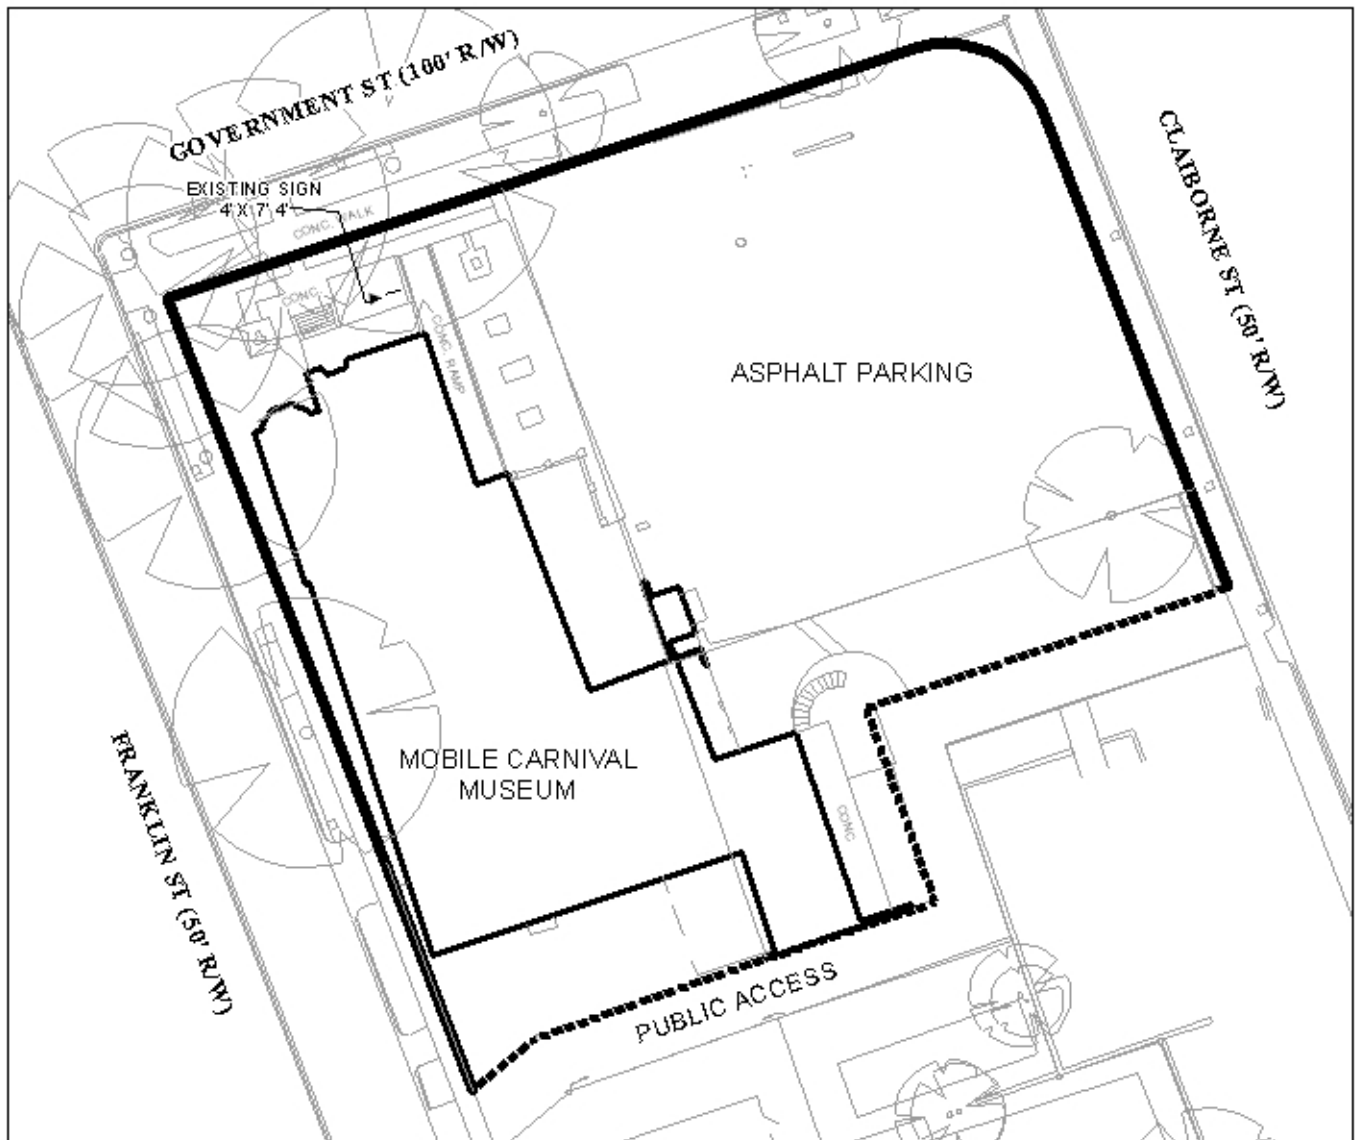 GOVERNMENT ST (100' R/W)
EXISTING SIGN
4' X 7' 4"
CONC. WALK
CONC.
CONC. RAMP
CLAIBORNE ST (50' R/W)
ASPHALT PARKING
MOBILE CARNIVAL
MUSEUM
CONC
FRANKLIN ST (50' R/W)
PUBLIC ACCESS